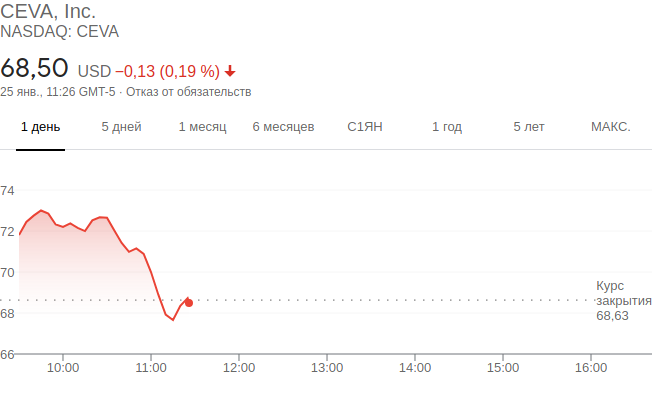 CEVA, Inc.
NASDAQ: CEVA
68,50 USD −0,13 (0,19 %)
25 янв., 11:26 GMT-5 · Отказ от обязательств
1 день 5 дней 1 месяц 6 месяцев С1ЯН 1 год 5 лет МАКС.
74
72
70
Курс
закрытия
68,63
68
66
10:00 11:00 12:00 13:00 14:00 15:00 16:00